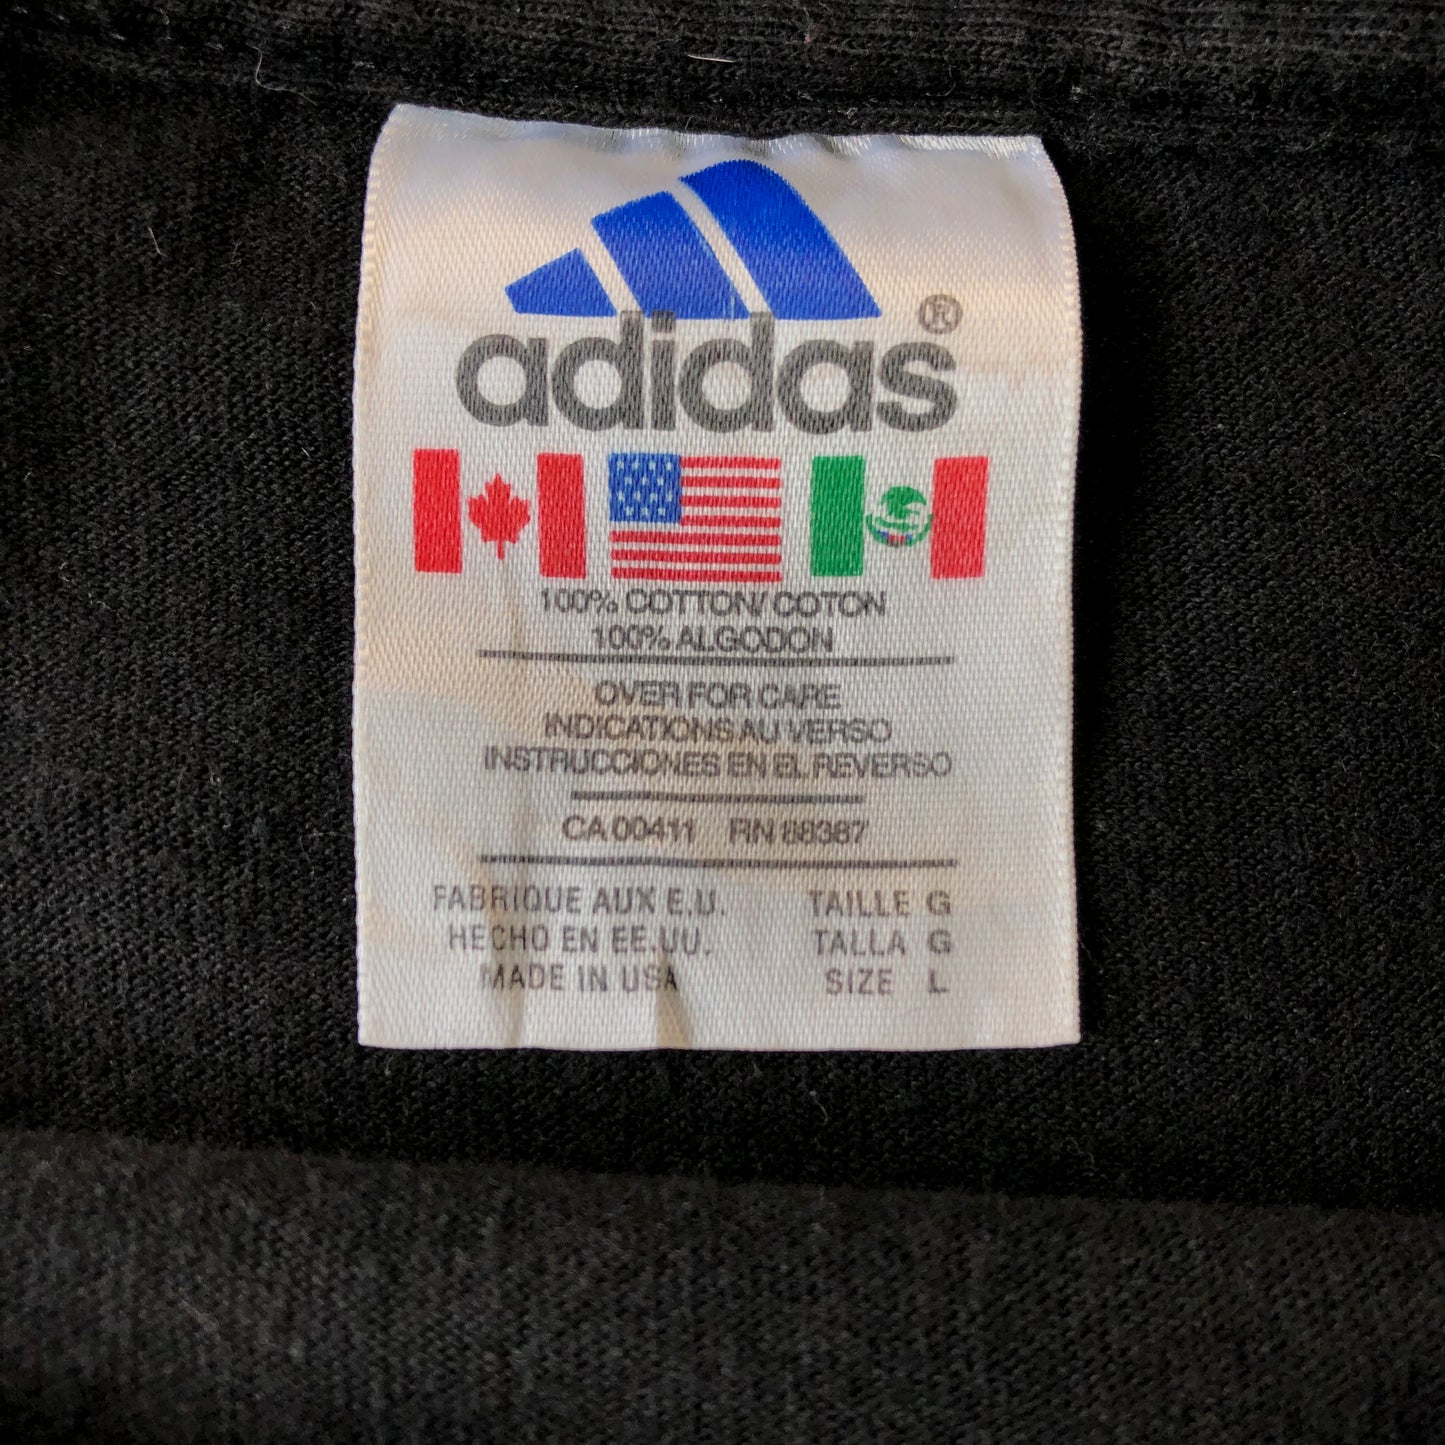 adidas®
100% COTTON/COTON
100% ALGODON
OVER FOR CARE
INDICATIONS AU VERSO
INSTRUCCIONES EN EL REVERSO
CA 00411 RN 88387
FABRIQUE AUX E.U. TAILLE G
HECHO EN EE.UU. TALLA G
MADE IN USA SIZE L